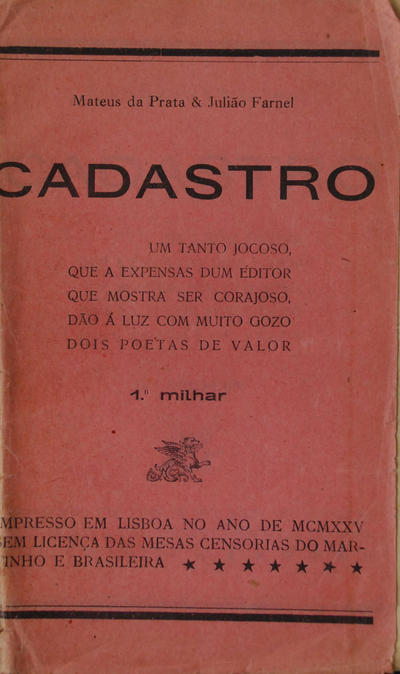 Mateus da Prata & Julião Farnel
CADASTRO
UM TANTO JOCOSO,
QUE A EXPENSAS DUM EDITOR
QUE MOSTRA SER CORAJOSO,
DÃO Á LUZ COM MUITO GOZO
DOIS POETAS DE VALOR
1.º milhar
MPRESSO EM LISBOA NO ANO DE MCMXXV
SEM LICENÇA DAS MESAS CENSORIAS DO MAR-
TINHO E BRASILEIRA ★ ★ ★ ★ ★ ★ ★